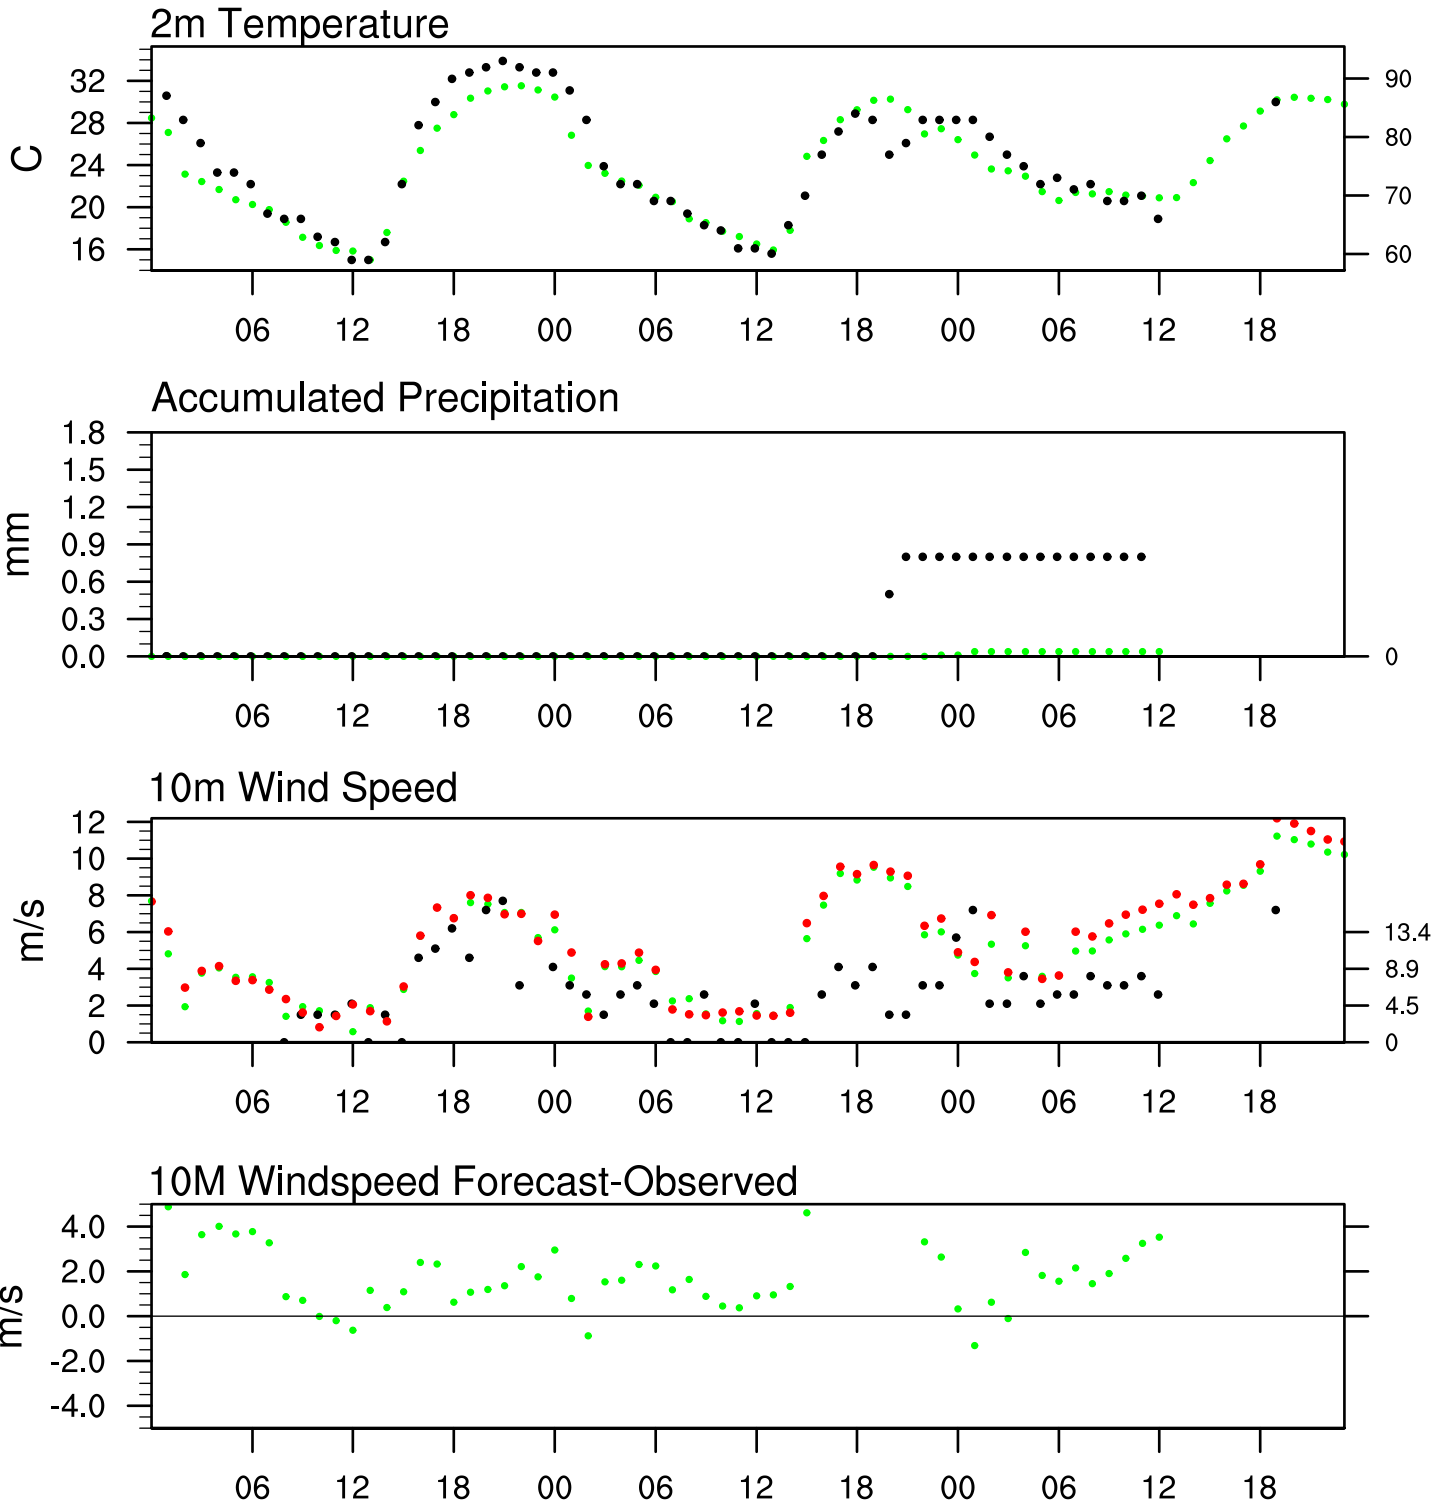 2m Temperature
C
32
28
24
20
16
90
80
70
60
06 12 18 00 06 12 18 00 06 12 18
Accumulated Precipitation
mm
1.8
1.5
1.2
0.9
0.6
0.3
0.0
0
06 12 18 00 06 12 18 00 06 12 18
10m Wind Speed
m/s
12
10
8
6
4
2
0
13.4
8.9
4.5
0
06 12 18 00 06 12 18 00 06 12 18
10M Windspeed Forecast-Observed
m/s
4.0
2.0
0.0
-2.0
-4.0
06 12 18 00 06 12 18 00 06 12 18